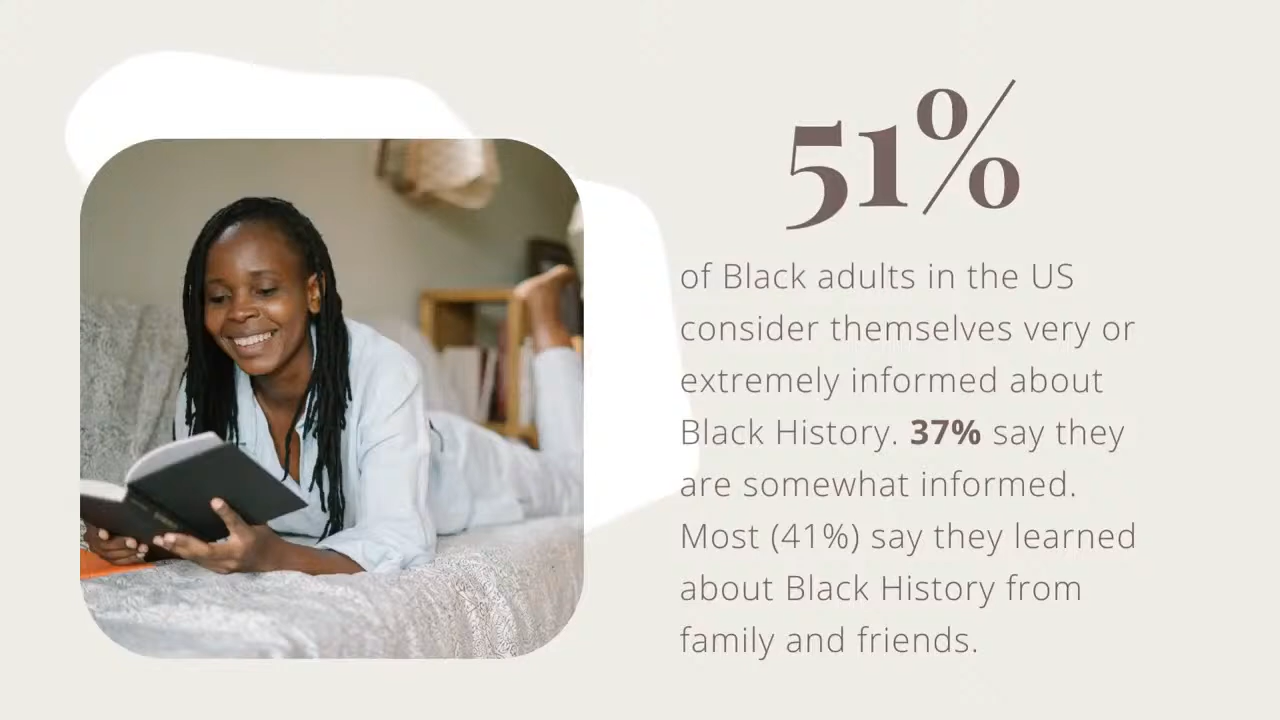 51%
of Black adults in the US
consider themselves very or
extremely informed about
Black History. 37% say they
are somewhat informed.
Most (41%) say they learned
about Black History from
family and friends.